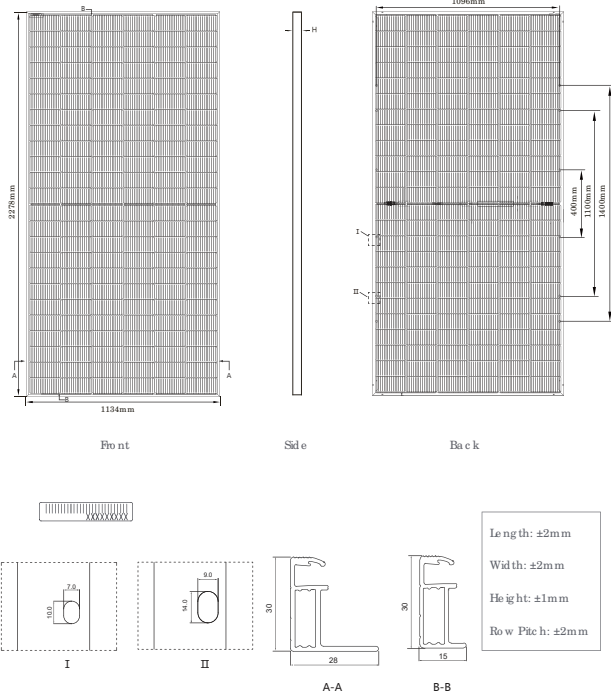 B
H
1096mm
2278mm
400mm
1100mm
1400mm
I
II
A
A
B
1134mm
Front
Side
Back
Length: ±2mm
Width: ±2mm
Height: ±1mm
Row Pitch: ±2mm
7.0
10.0
I
9.0
14.0
II
30
28
A-A
30
15
B-B